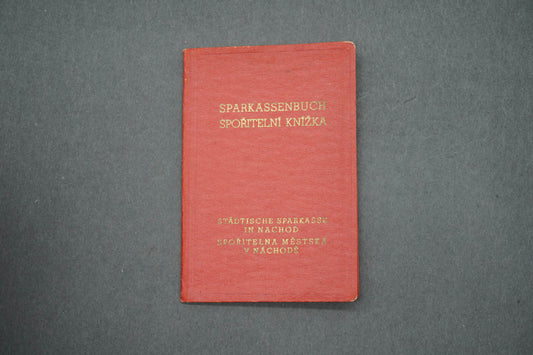 SPARKASSENBUCH
SPOŘITELNÍ KNÍŽKA
STÄDTISCHE SPARKASSE
IN NACHOD
SPOŘITELNA MĚSTSKÁ
V NÁCHODĚ